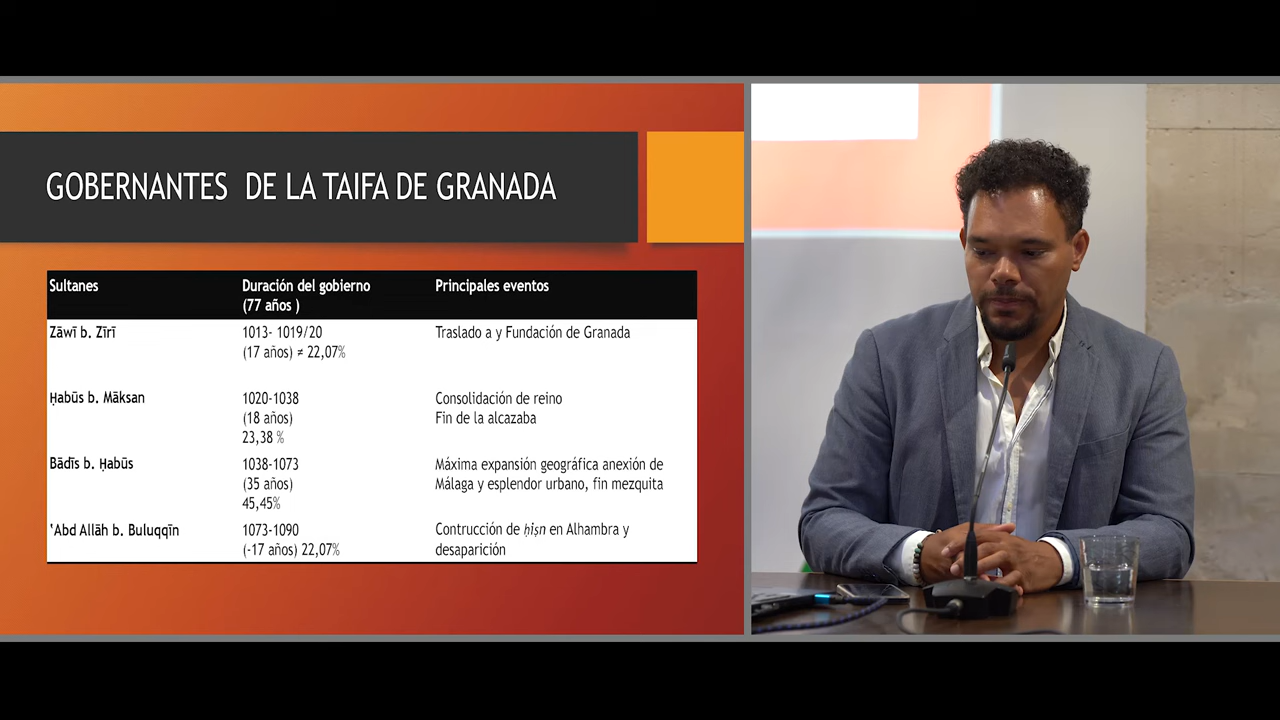 GOBERNANTES DE LA TAIFA DE GRANADA
Sultanes
Duración del gobierno
(77 años )
Principales eventos
Zāwī b. Zīrī
1013- 1019/20
(17 años) ≠ 22,07%
Traslado a y Fundación de Granada
Ḥabūs b. Māksan
1020-1038
(18 años)
23,38 %
Consolidación de reino
Fin de la alcazaba
Bādīs b. Ḥabūs
1038-1073
(35 años)
45,45%
Máxima expansión geográfica anexión de
Málaga y esplendor urbano, fin mezquita
ʻAbd Allāh b. Buluqqīn
1073-1090
(-17 años) 22,07%
Contrucción de ḥiṣn en Alhambra y
desaparición